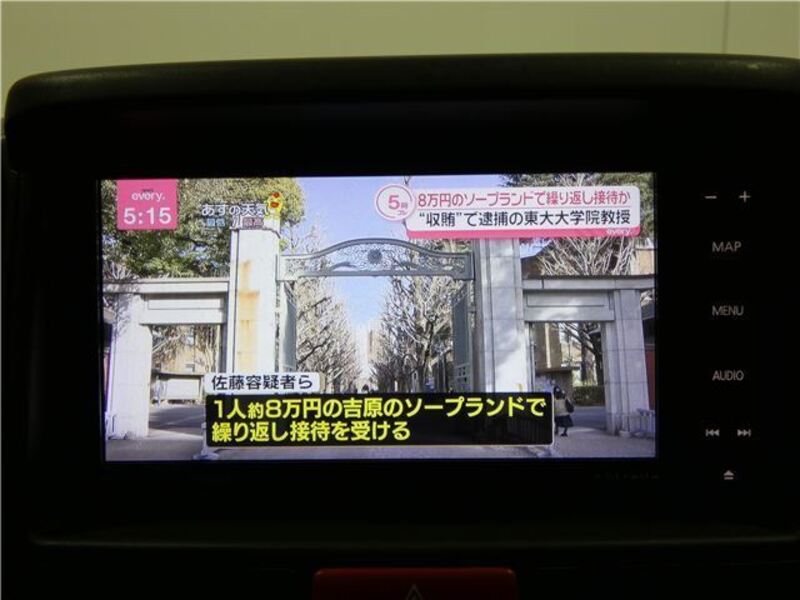 every.
5:15
あすの天気
最低 最高
5時
8万円のソープランドで繰り返し接待か
“収賄”で逮捕の東大大学院教授
every.
佐藤容疑者ら
1人約8万円の吉原のソープランドで
繰り返し接待を受ける
− +
MAP
MENU
AUDIO